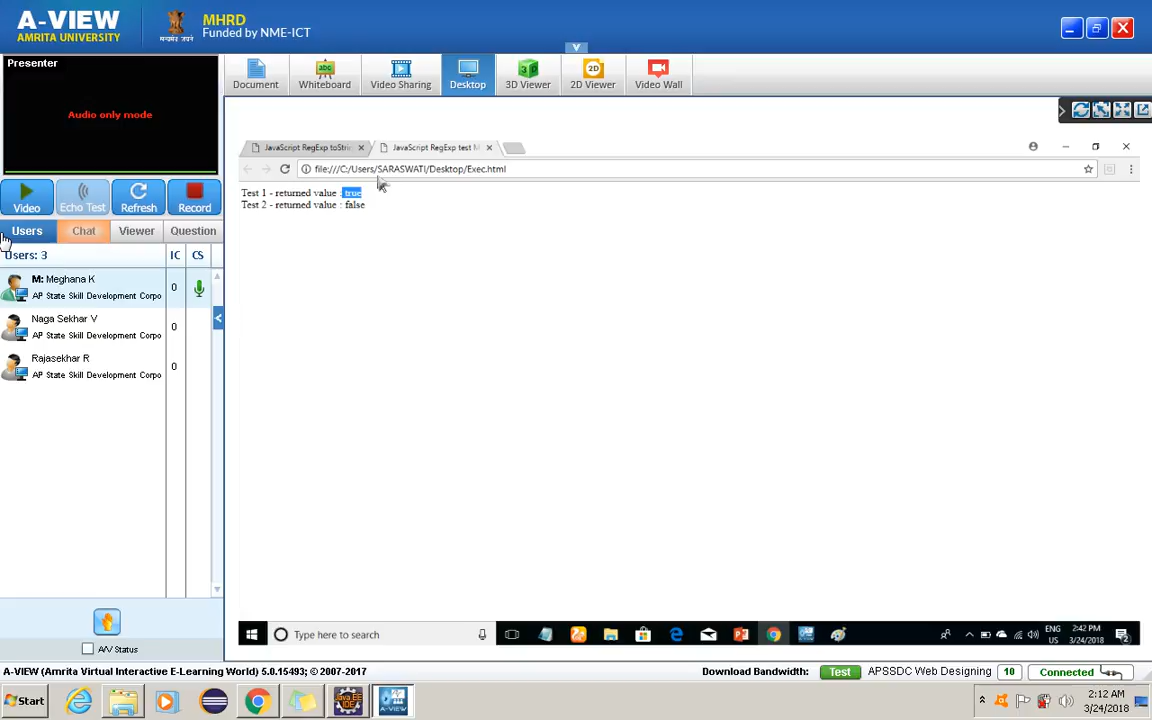 A-VIEW
AMRITA UNIVERSITY
MHRD
Funded by NME-ICT
Presenter
Audio only mode
Document
Whiteboard
Video Sharing
Desktop
3D Viewer
2D Viewer
Video Wall
Video
Echo Test
Refresh
Record
Users
Chat
Viewer
Question
Users: 3
IC
CS
M: Meghana K
AP State Skill Development Corpo
0
Naga Sekhar V
AP State Skill Development Corpo
0
Rajasekhar R
AP State Skill Development Corpo
0
JavaScript RegExp toStri
JavaScript RegExp test M
file:///C:/Users/SARASWATI/Desktop/Exec.html
Test 1 - returned value : true
Test 2 - returned value : false
Type here to search
ENG
US
2:42 PM
3/24/2018
A/V Status
A-VIEW (Amrita Virtual Interactive E-Learning World) 5.0.15493; © 2007-2017
Download Bandwidth:
Test
APSSDC Web Designing
10
Connected
Start
2:12 AM
3/24/2018